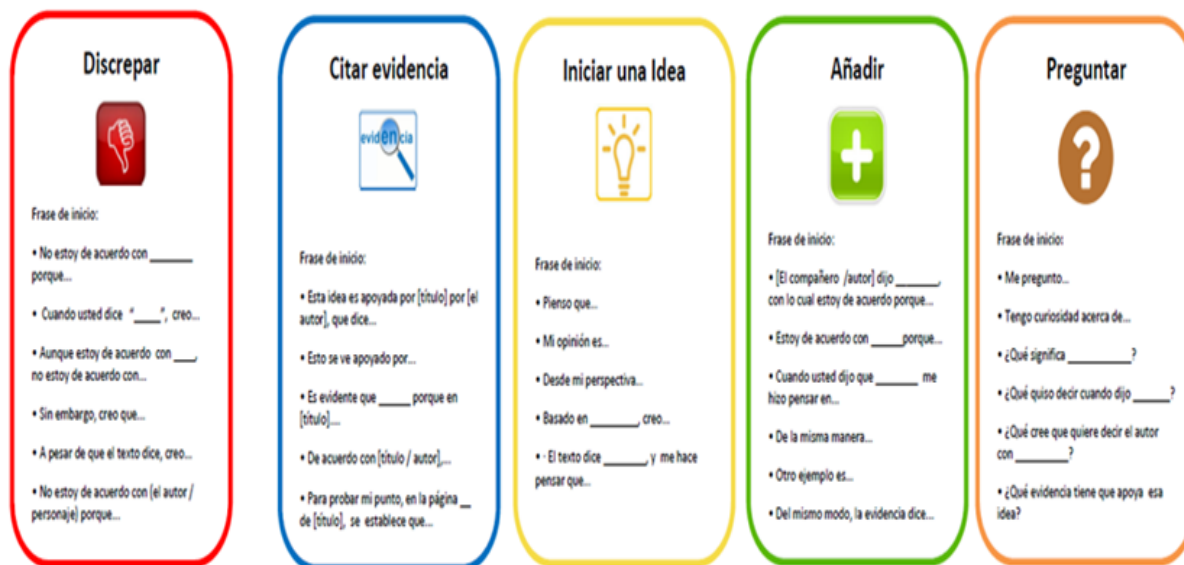 Discrepar
Frase de inicio:
• No estoy de acuerdo con _______
porque...
• Cuando usted dice "_____", creo...
• Aunque estoy de acuerdo con ____,
no estoy de acuerdo con...
• Sin embargo, creo que...
• A pesar de que el texto dice, creo...
• No estoy de acuerdo con (el autor /
personaje) porque...
Citar evidencia
evidencia
Frase de inicio:
• Esta idea es apoyada por [título] por [el
autor], que dice...
• Esto se ve apoyado por...
• Es evidente que ______ porque en
[título]....
• De acuerdo con [título / autor],...
• Para probar mi punto, en la página __
de [título], se establece que...
Iniciar una Idea
Frase de inicio:
• Pienso que...
• Mi opinión es...
• Desde mi perspectiva...
• Basado en ________, creo...
• · El texto dice _______, y me hace
pensar que...
Añadir
Frase de inicio:
• [El compañero /autor] dijo ________,
con lo cual estoy de acuerdo porque...
• Estoy de acuerdo con ______porque...
• Cuando usted dijo que ________ me
hizo pensar en...
• De la misma manera...
• Otro ejemplo es...
• Del mismo modo, la evidencia dice...
Preguntar
?
Frase de inicio:
• Me pregunto...
• Tengo curiosidad acerca de...
• ¿Qué significa ___________?
• ¿Qué quiso decir cuando dijo ______?
• ¿Qué cree que quiere decir el autor
con _________?
• ¿Qué evidencia tiene que apoya esa
idea?